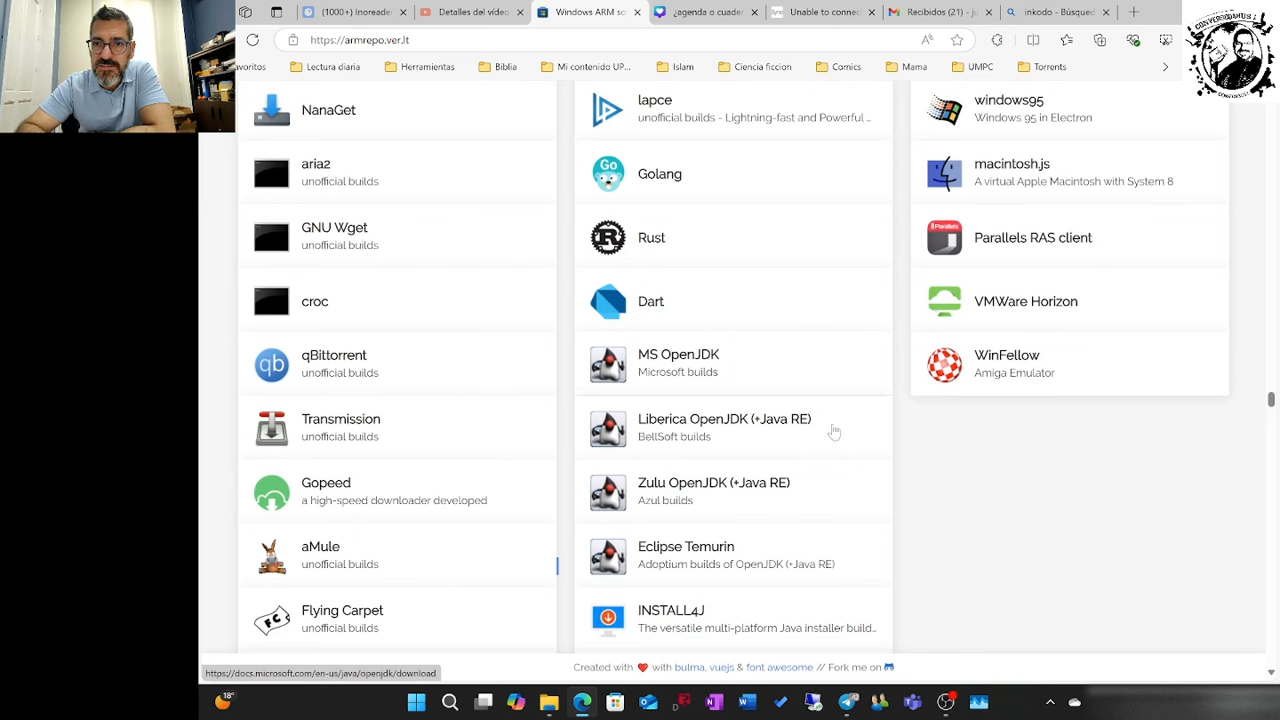 (1000+) Inoreade
Detalles del vídeo
Windows ARM so
¿agenda o cuader
Unable to connec
Recibidos (21) -
inkodo - Búsqued
https://armrepo.ver.lt
avoritos
Lectura diaria
Herramientas
Biblia
Mi contenido UP...
Islam
Ciencia ficcion
Comics
Mama
UMPC
Torrents
CONVERSODAMOS
NanaGet
aria2
unofficial builds
GNU Wget
unofficial builds
croc
qBittorrent
unofficial builds
Transmission
unofficial builds
Gopeed
a high-speed downloader developed
aMule
unofficial builds
Flying Carpet
unofficial builds
lapce
unofficial builds - Lightning-fast and Powerful ...
Golang
Rust
Dart
MS OpenJDK
Microsoft builds
Liberica OpenJDK (+Java RE)
BellSoft builds
Zulu OpenJDK (+Java RE)
Azul builds
Eclipse Temurin
Adoptium builds of OpenJDK (+Java RE)
INSTALL4J
The versatile multi-platform Java installer build...
windows95
Windows 95 in Electron
macintosh.js
A virtual Apple Macintosh with System 8
Parallels RAS client
VMWare Horizon
WinFellow
Amiga Emulator
Created with ❤ with bulma, vuejs & font awesome // Fork me on
https://docs.microsoft.com/en-us/java/openjdk/download
18°